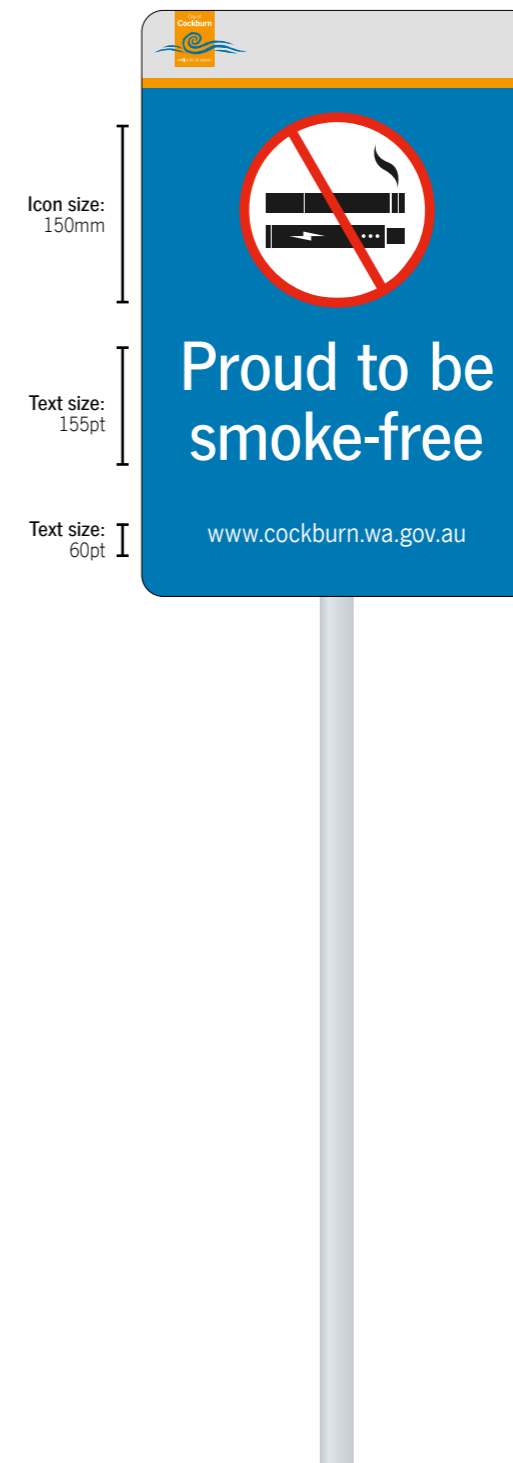 City of
Cockburn
Icon size:
150mm
Proud to be
smoke-free
Text size:
155pt
www.cockburn.wa.gov.au
Text size:
60pt